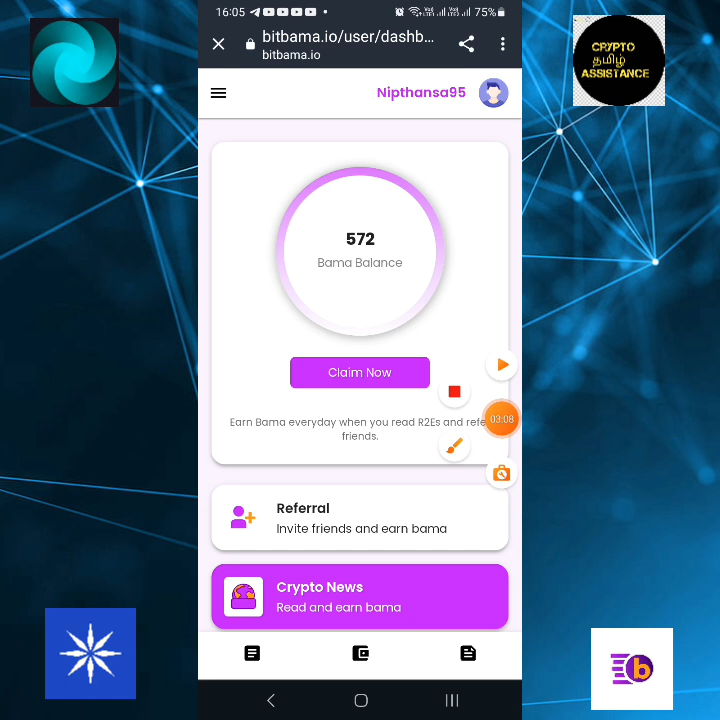 16:05
75%
bitbama.io/user/dashb...
bitbama.io
CRYPTO
தமிழ்
ASSISTANCE
Nipthansa95
572
Bama Balance
Claim Now
03:08
Earn Bama everyday when you read R2Es and refe
friends.
Referral
Invite friends and earn bama
Crypto News
Read and earn bama
b